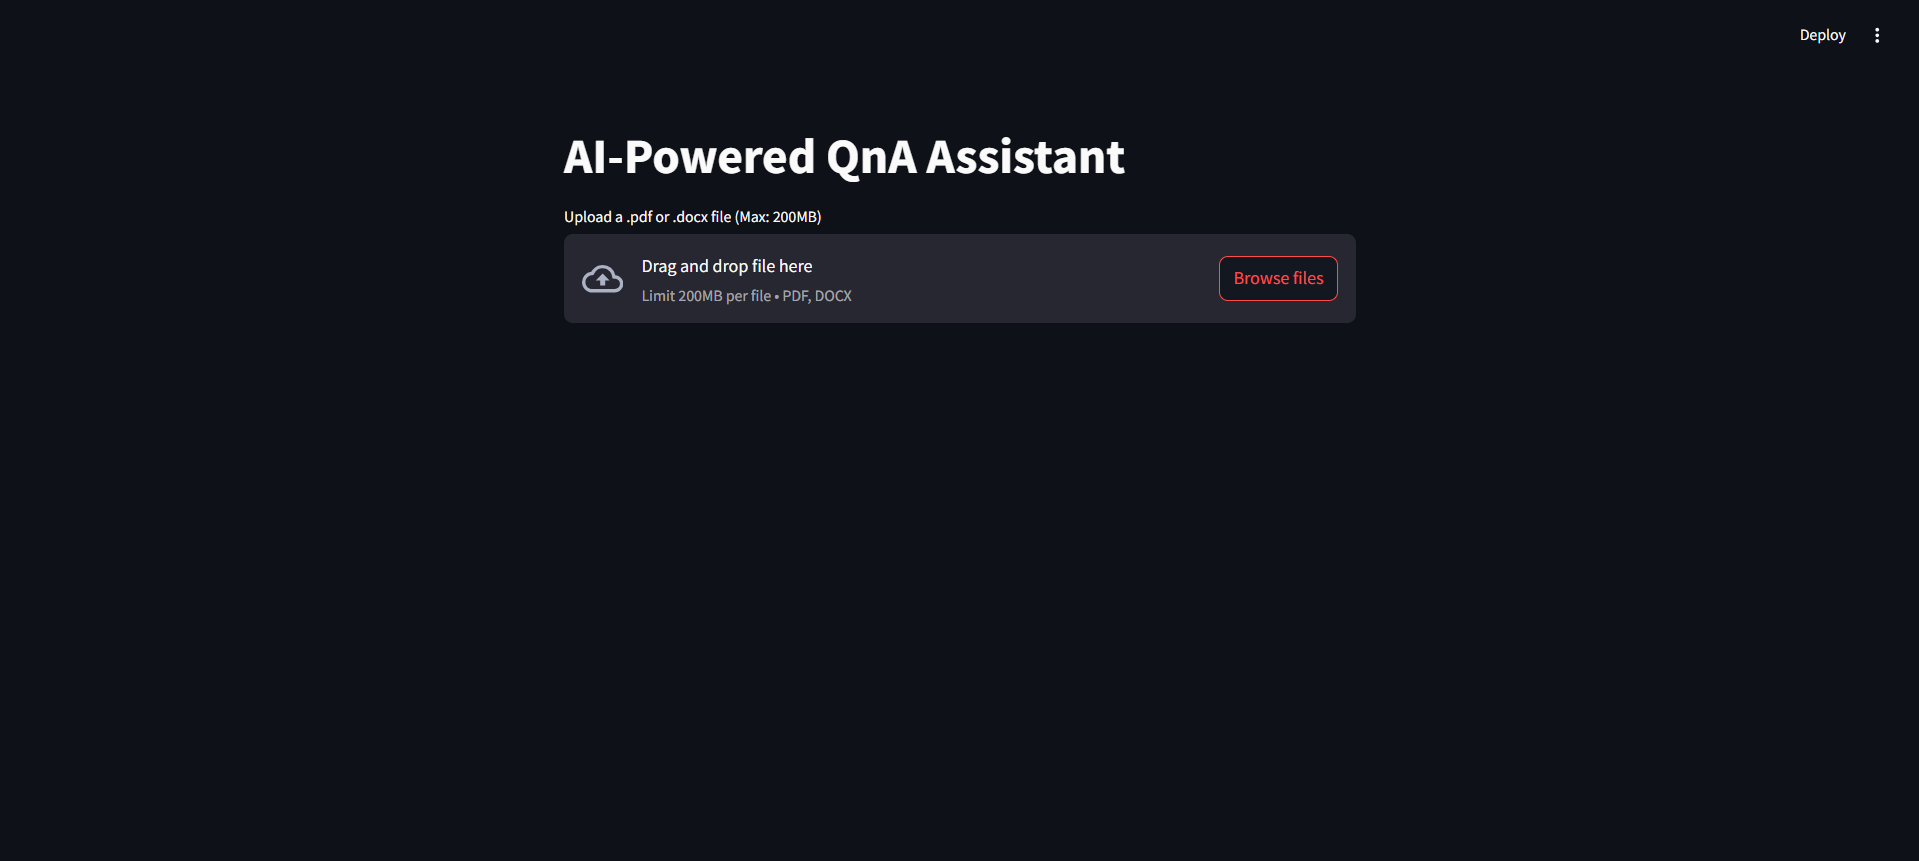 Deploy
AI-Powered QnA Assistant
Upload a .pdf or .docx file (Max: 200MB)
Drag and drop file here
Limit 200MB per file • PDF, DOCX
Browse files